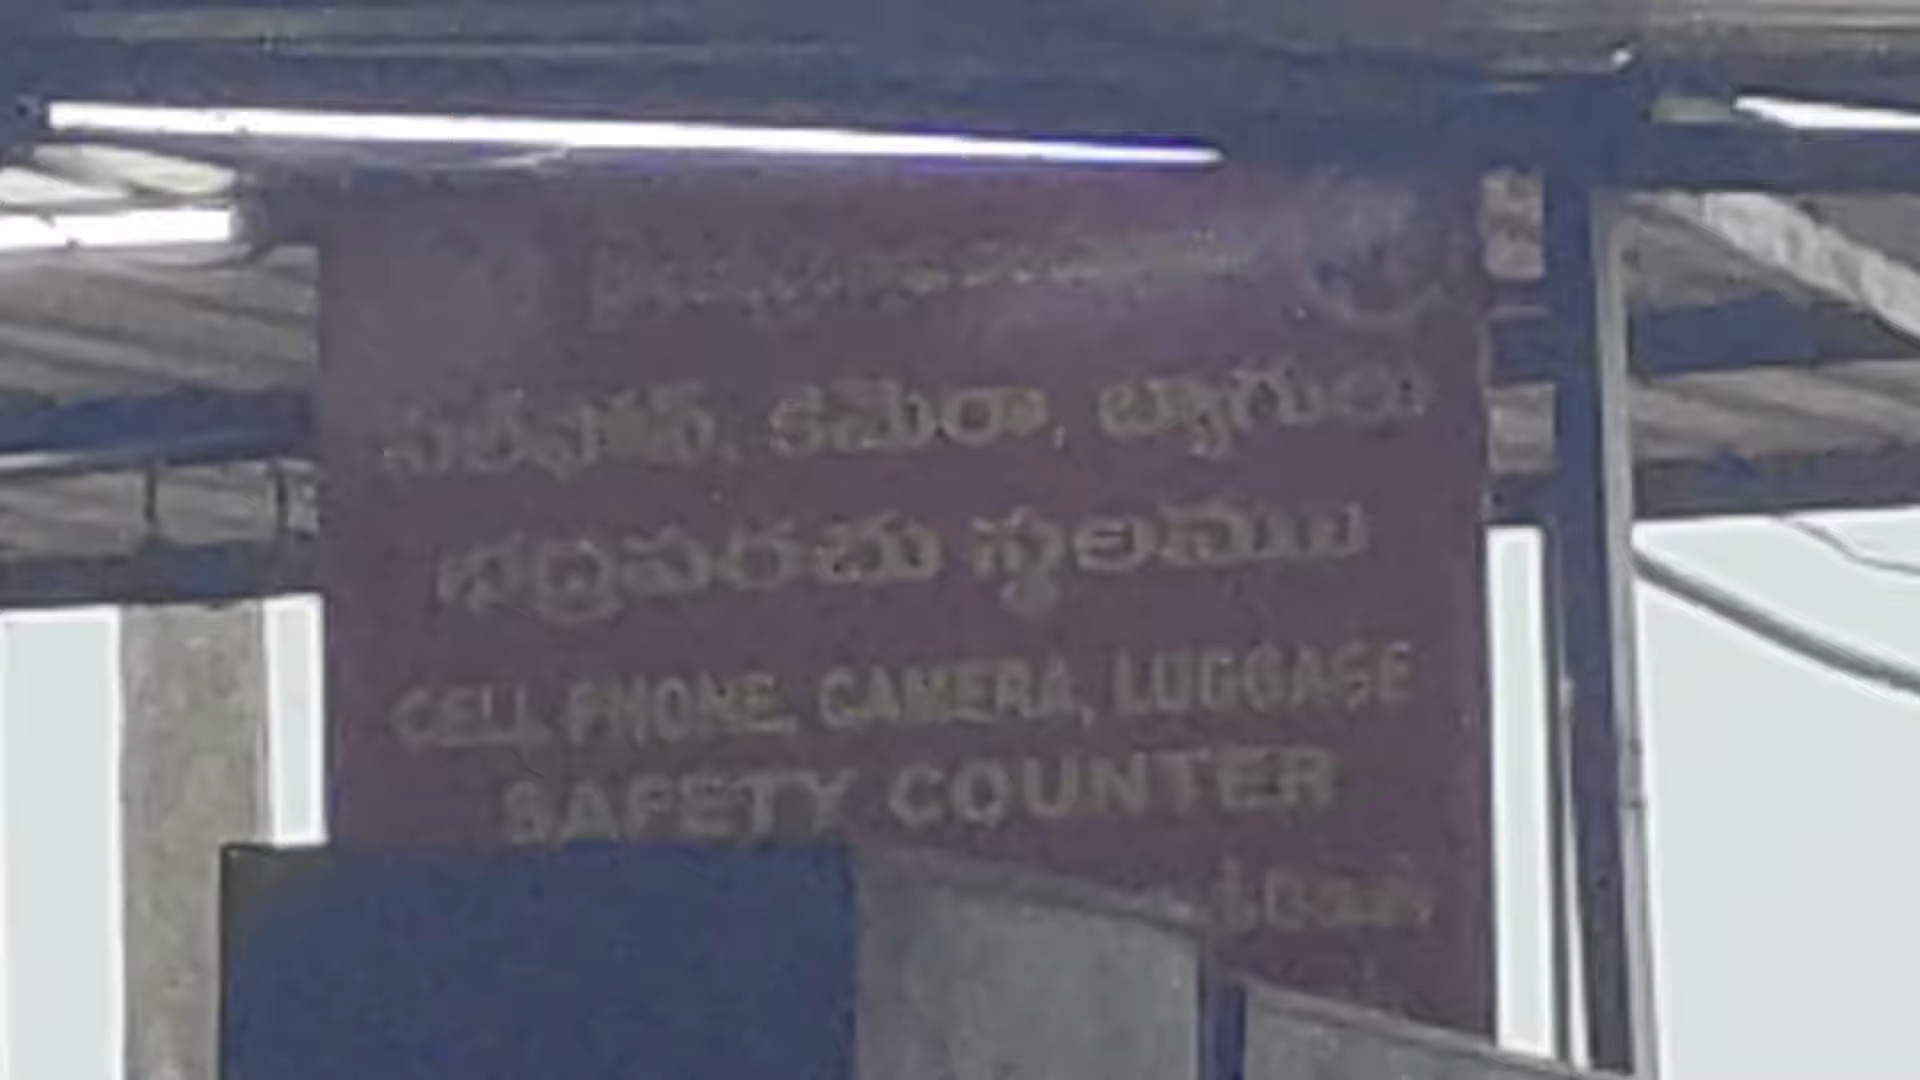 సెల్‌ఫోన్, కెమెరా, బ్యాగులు
భద్రపరచు స్థలము
CELL PHONE, CAMERA, LUGGAGE
SAFETY COUNTER